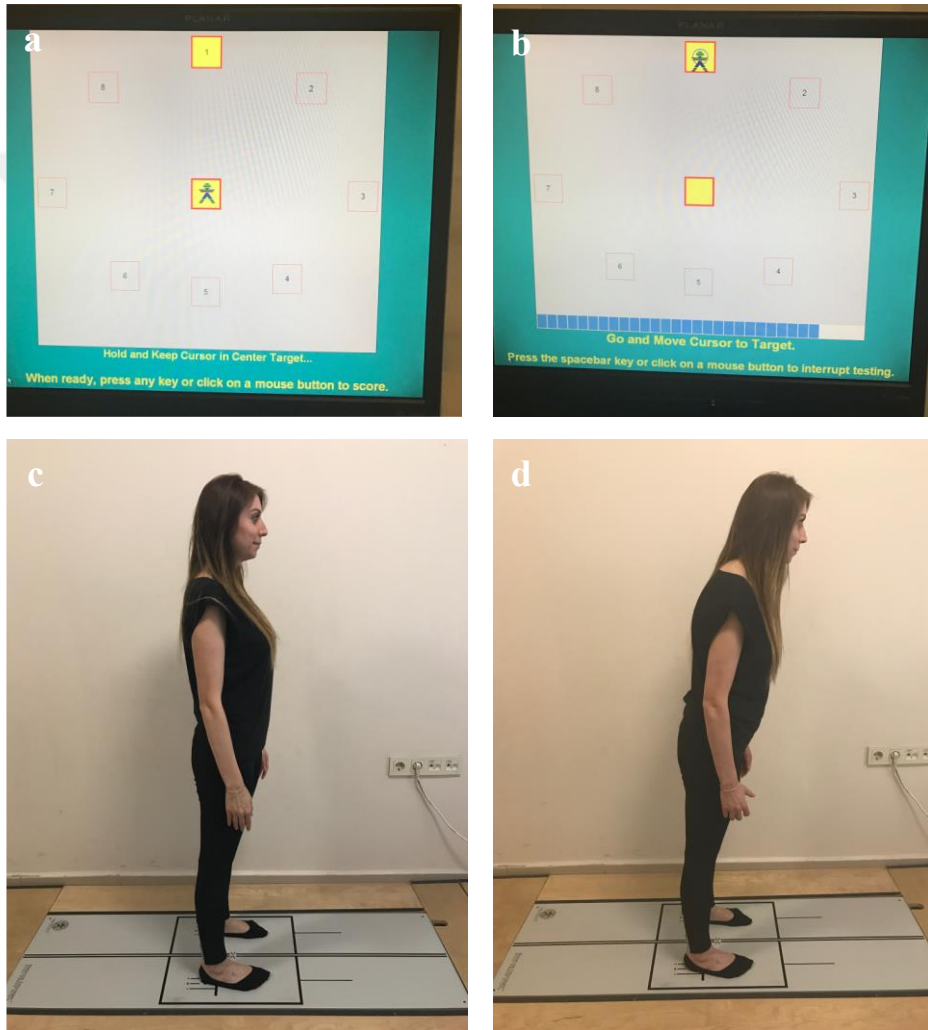 a
PLANAR
1
8
2
7
3
6
4
5
Hold and Keep Cursor in Center Target...
When ready, press any key or click on a mouse button to score.
b
PLANAR
8
2
7
3
6
4
5
Go and Move Cursor to Target.
Press the spacebar key or click on a mouse button to interrupt testing.
c
d